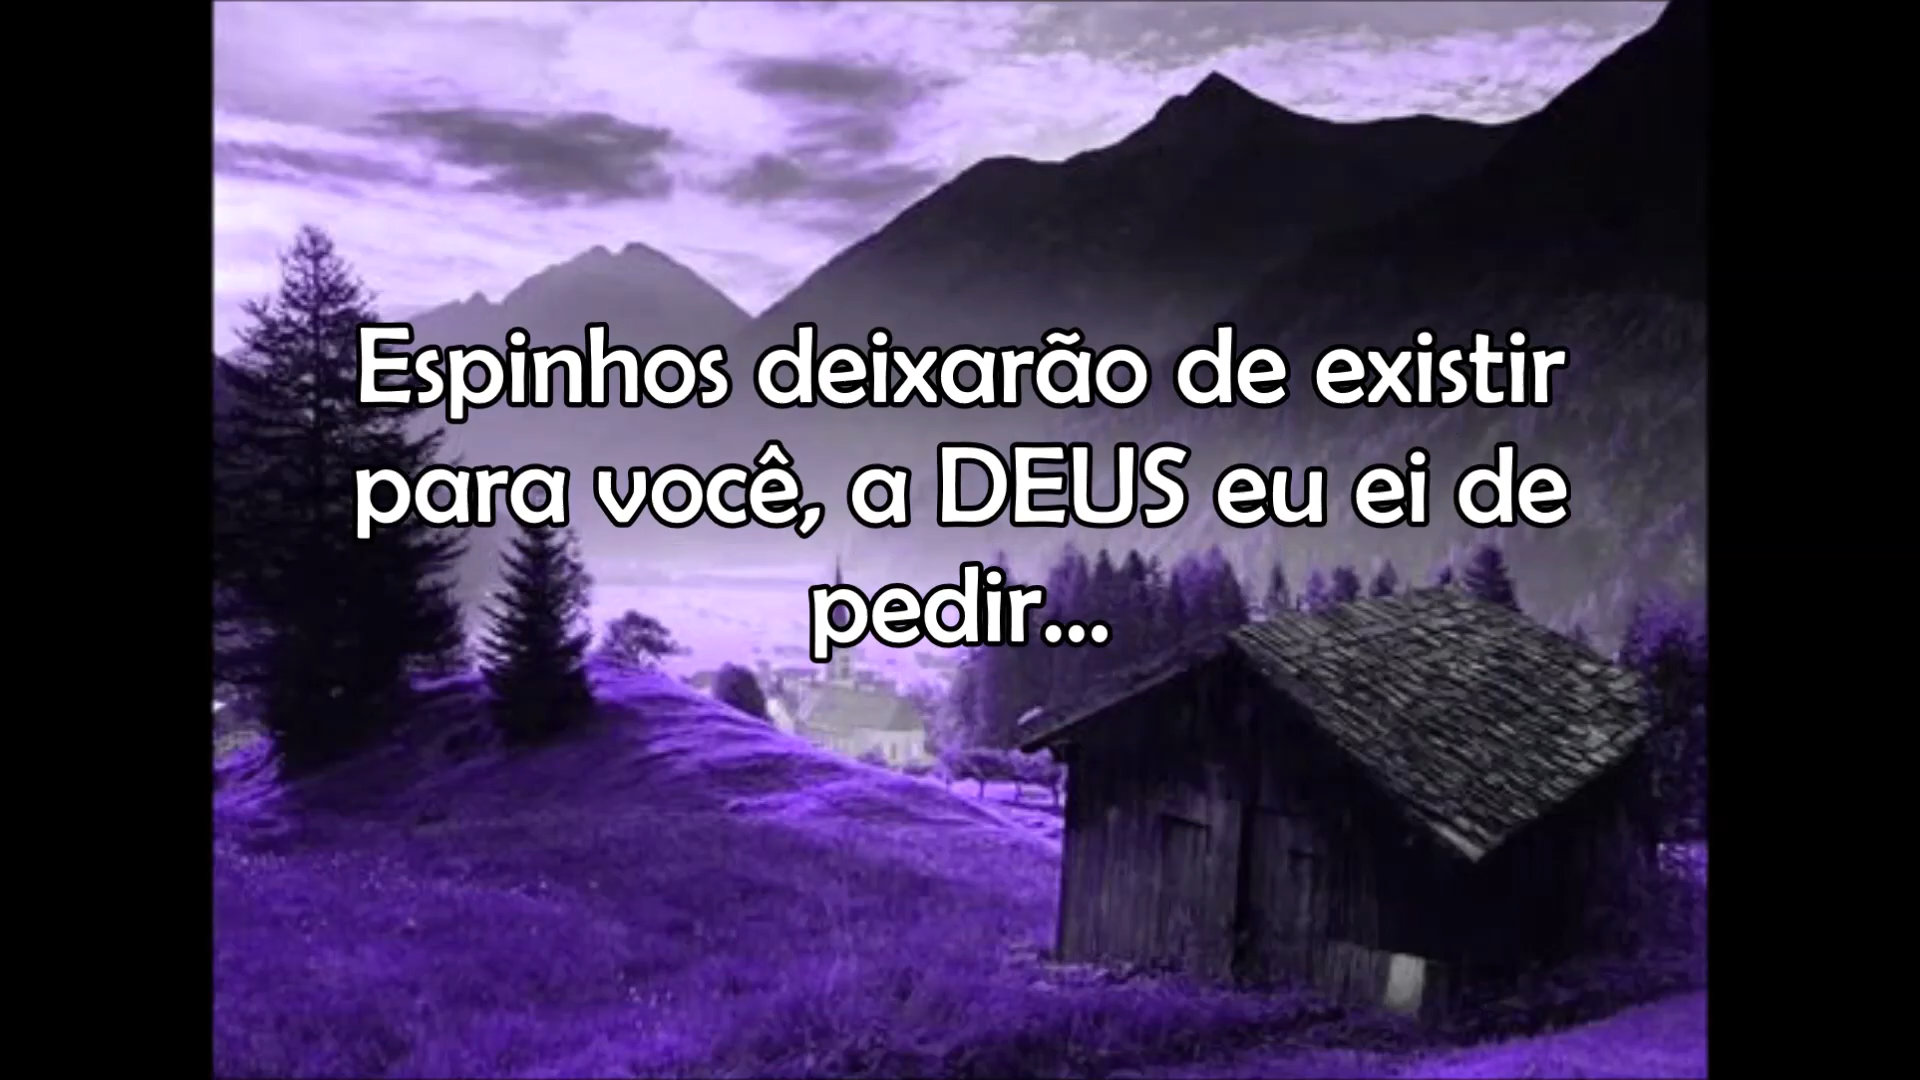 Espinhos deixarão de existir
para você, a DEUS eu ei de
pedir...